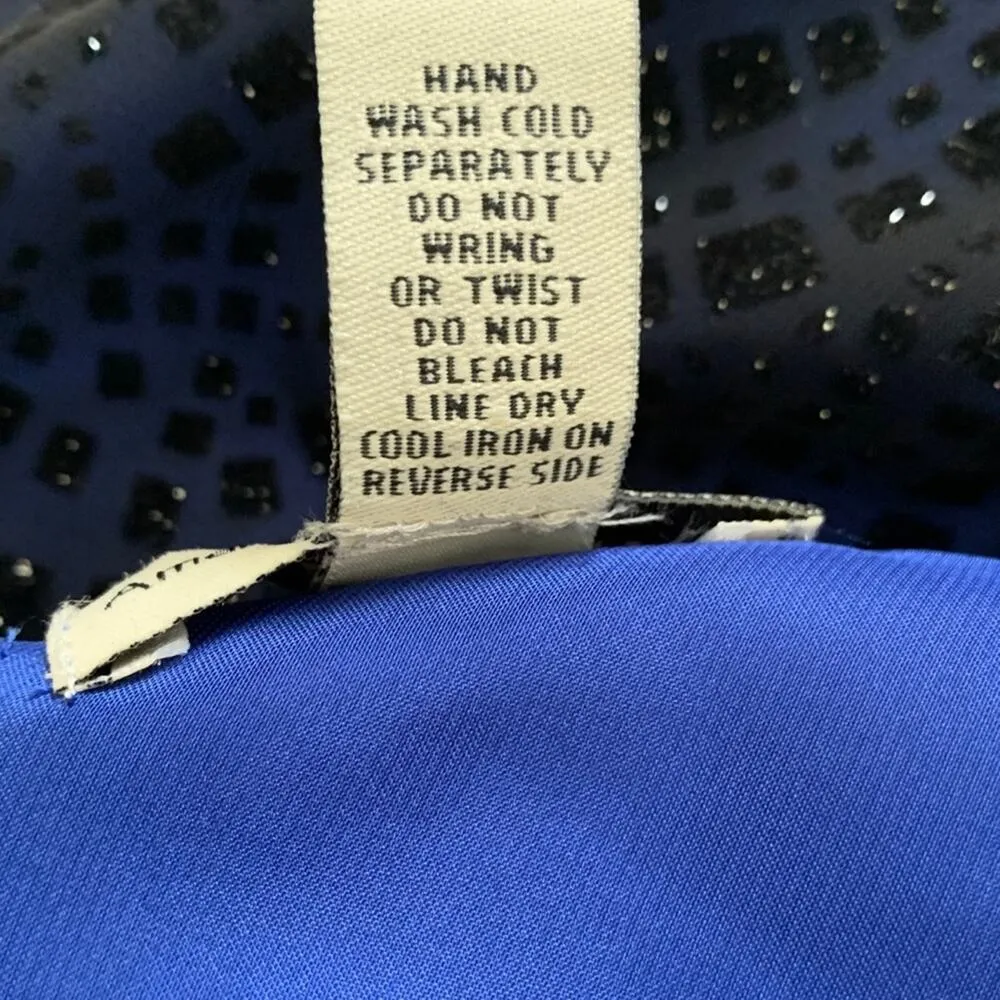 HAND
WASH COLD
SEPARATELY
DO NOT
WRING
OR TWIST
DO NOT
BLEACH
LINE DRY
COOL IRON ON
REVERSE SIDE